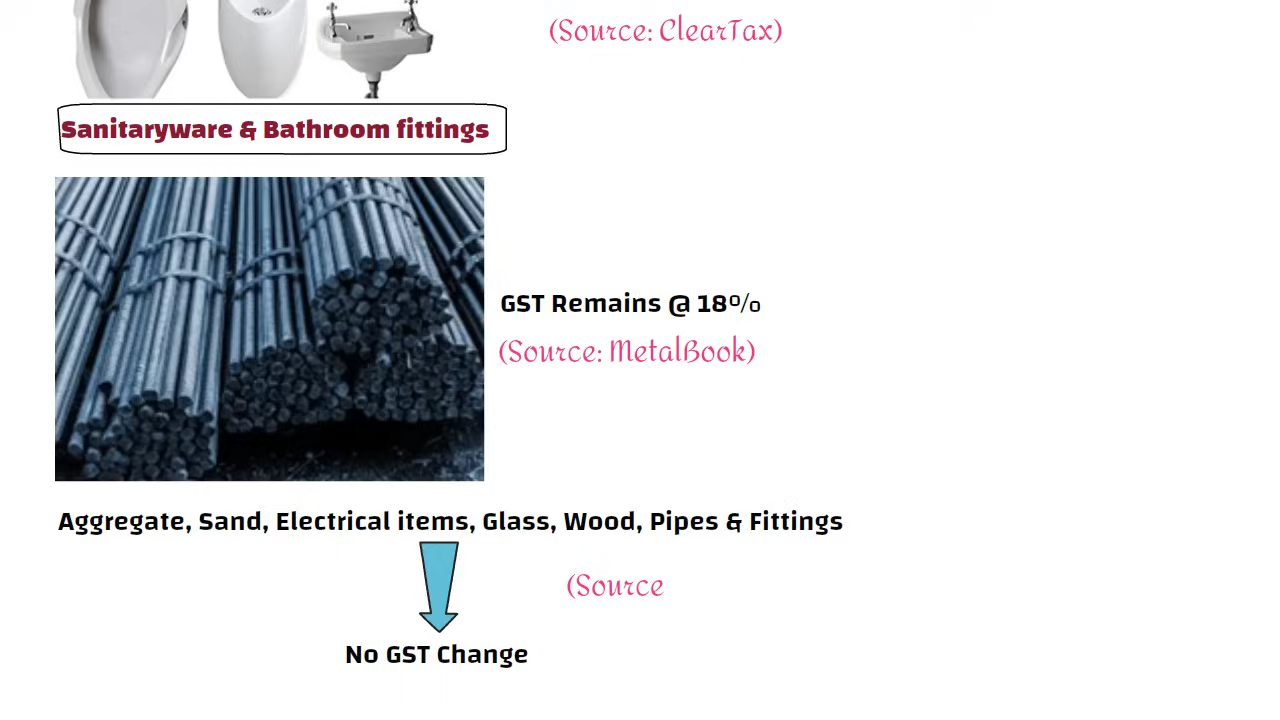 (Source: ClearTax)
Sanitaryware & Bathroom fittings
GST Remains @ 18%
(Source: MetalBook)
Aggregate, Sand, Electrical items, Glass, Wood, Pipes & Fittings
(Source
No GST Change